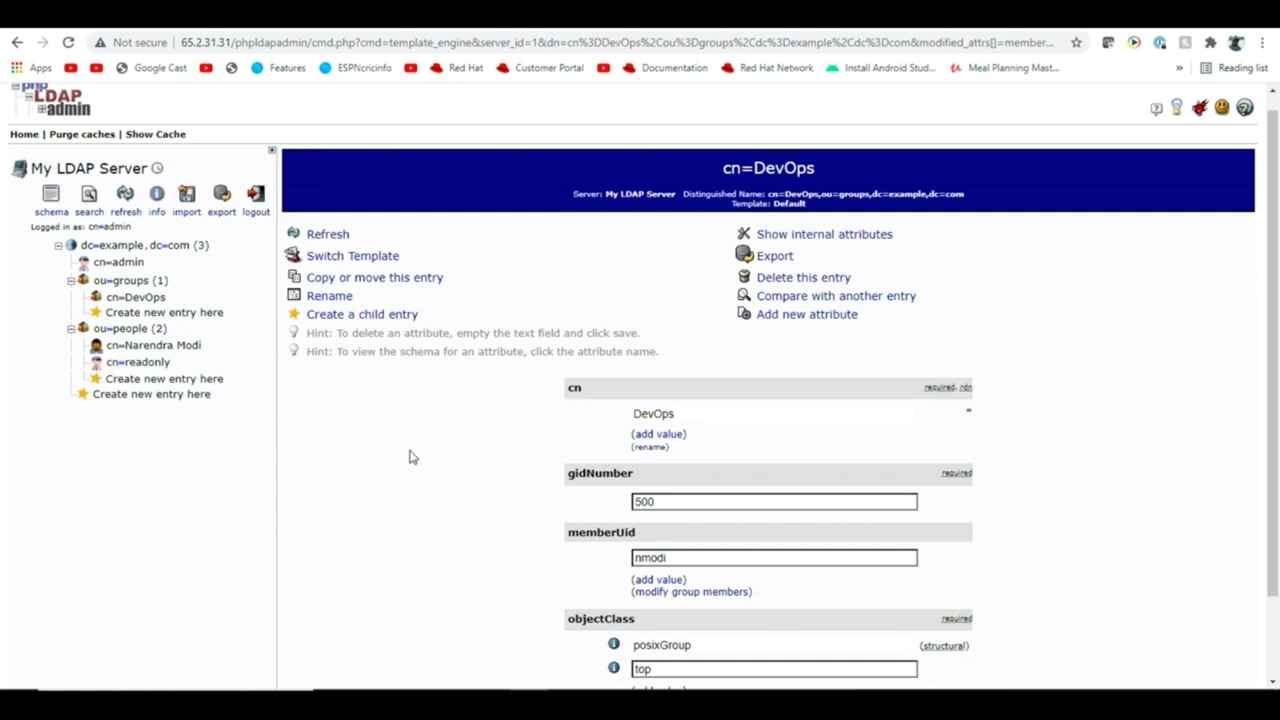 Not secure | 65.2.31.31/phpldapadmin/cmd.php?cmd=template_engine&server_id=1&dn=cn%3DDevOps%2Cou%3Dgroups%2Cdc%3Dexample%2Cdc%3Dcom&modified_attrs[]=member...
Apps Google Cast Features ESPNcricinfo Red Hat Customer Portal Documentation Red Hat Network Install Android Stud... Meal Planning Mast... » Reading list
php
LDAP
admin
Home | Purge caches | Show Cache
My LDAP Server
schema search refresh info import export logout
Logged in as: cn=admin
dc=example,dc=com (3)
cn=admin
ou=groups (1)
cn=DevOps
Create new entry here
ou=people (2)
cn=Narendra Modi
cn=readonly
Create new entry here
Create new entry here
cn=DevOps
Server: My LDAP Server Distinguished Name: cn=DevOps,ou=groups,dc=example,dc=com
Template: Default
Refresh
Show internal attributes
Switch Template
Export
Copy or move this entry
Delete this entry
Rename
Compare with another entry
Create a child entry
Add new attribute
Hint: To delete an attribute, empty the text field and click save.
Hint: To view the schema for an attribute, click the attribute name.
cn required, rdn
DevOps *
(add value)
(rename)
gidNumber required
500
memberUid
nmodi
(add value)
(modify group members)
objectClass required
posixGroup (structural)
top